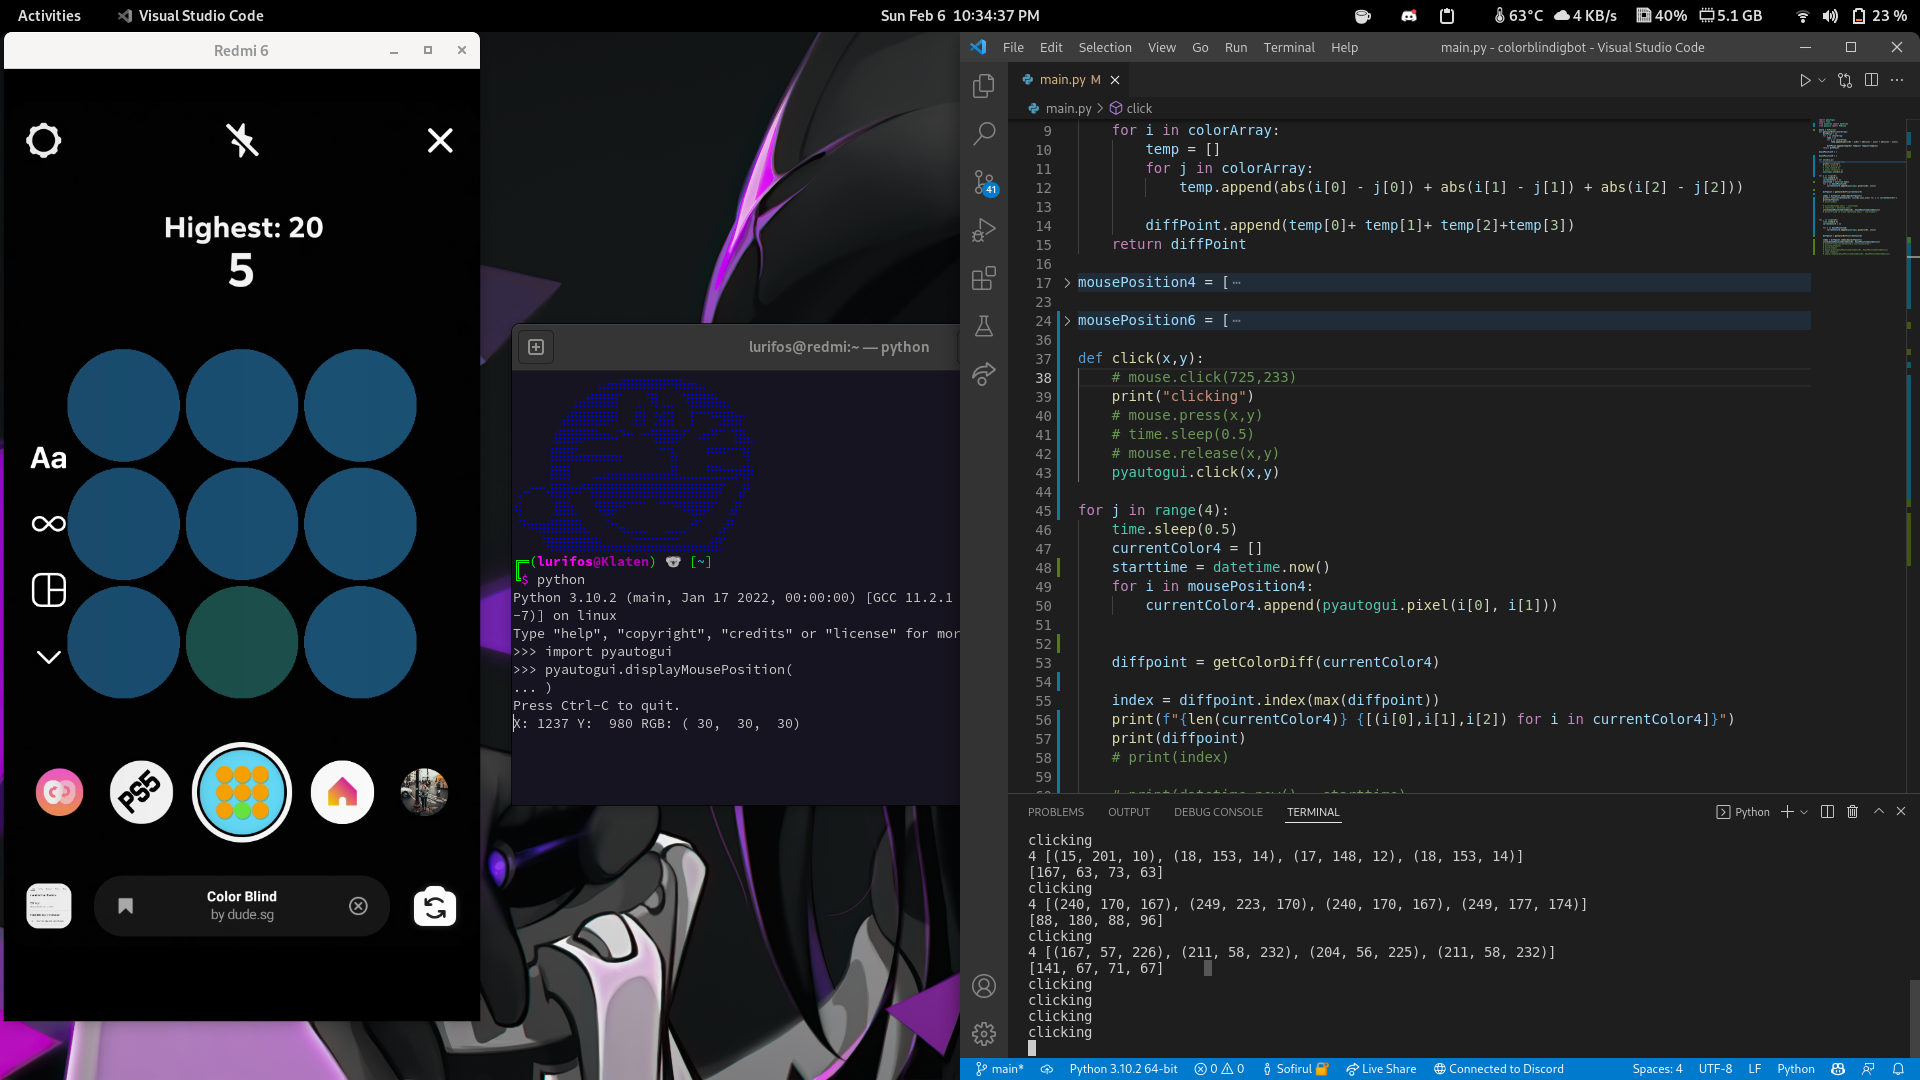 Activities
Visual Studio Code
Sun Feb 6 10:34:37 PM
63°C
4 KB/s
40%
5.1 GB
23 %
Redmi 6
Highest: 20
5
Aa
PS5
Color Blind
by dude.sg
lurifos@redmi:~ — python
(lurifos@Klaten) [~]
$ python
Python 3.10.2 (main, Jan 17 2022, 00:00:00) [GCC 11.2.1
-7)] on linux
Type "help", "copyright", "credits" or "license" for mor
>>> import pyautogui
>>> pyautogui.displayMousePosition(
... )
Press Ctrl-C to quit.
X: 1237 Y:  980 RGB: ( 30,  30,  30)
File Edit Selection View Go Run Terminal Help
main.py - colorblindigbot - Visual Studio Code
main.py M
main.py > click
41
9 for i in colorArray:
10 temp = []
11 for j in colorArray:
12 temp.append(abs(i[0] - j[0]) + abs(i[1] - j[1]) + abs(i[2] - j[2]))
13
14 diffPoint.append(temp[0]+ temp[1]+ temp[2]+temp[3])
15 return diffPoint
16
17 mousePosition4 = [ ⋯
23
24 mousePosition6 = [ ⋯
36
37 def click(x,y):
38 # mouse.click(725,233)
39 print("clicking")
40 # mouse.press(x,y)
41 # time.sleep(0.5)
42 # mouse.release(x,y)
43 pyautogui.click(x,y)
44
45 for j in range(4):
46 time.sleep(0.5)
47 currentColor4 = []
48 starttime = datetime.now()
49 for i in mousePosition4:
50 currentColor4.append(pyautogui.pixel(i[0], i[1]))
51
52
53 diffpoint = getColorDiff(currentColor4)
54
55 index = diffpoint.index(max(diffpoint))
56 print(f"{len(currentColor4)} {[(i[0],i[1],i[2]) for i in currentColor4]}")
57 print(diffpoint)
58 # print(index)
59
PROBLEMS OUTPUT DEBUG CONSOLE TERMINAL
Python
clicking
4 [(15, 201, 10), (18, 153, 14), (17, 148, 12), (18, 153, 14)]
[167, 63, 73, 63]
clicking
4 [(240, 170, 167), (249, 223, 170), (240, 170, 167), (249, 177, 174)]
[88, 180, 88, 96]
clicking
4 [(167, 57, 226), (211, 58, 232), (204, 56, 225), (211, 58, 232)]
[141, 67, 71, 67]
clicking
clicking
clicking
clicking
main*
Python 3.10.2 64-bit
0 0
Sofirul
Live Share
Connected to Discord
Spaces: 4
UTF-8
LF
Python